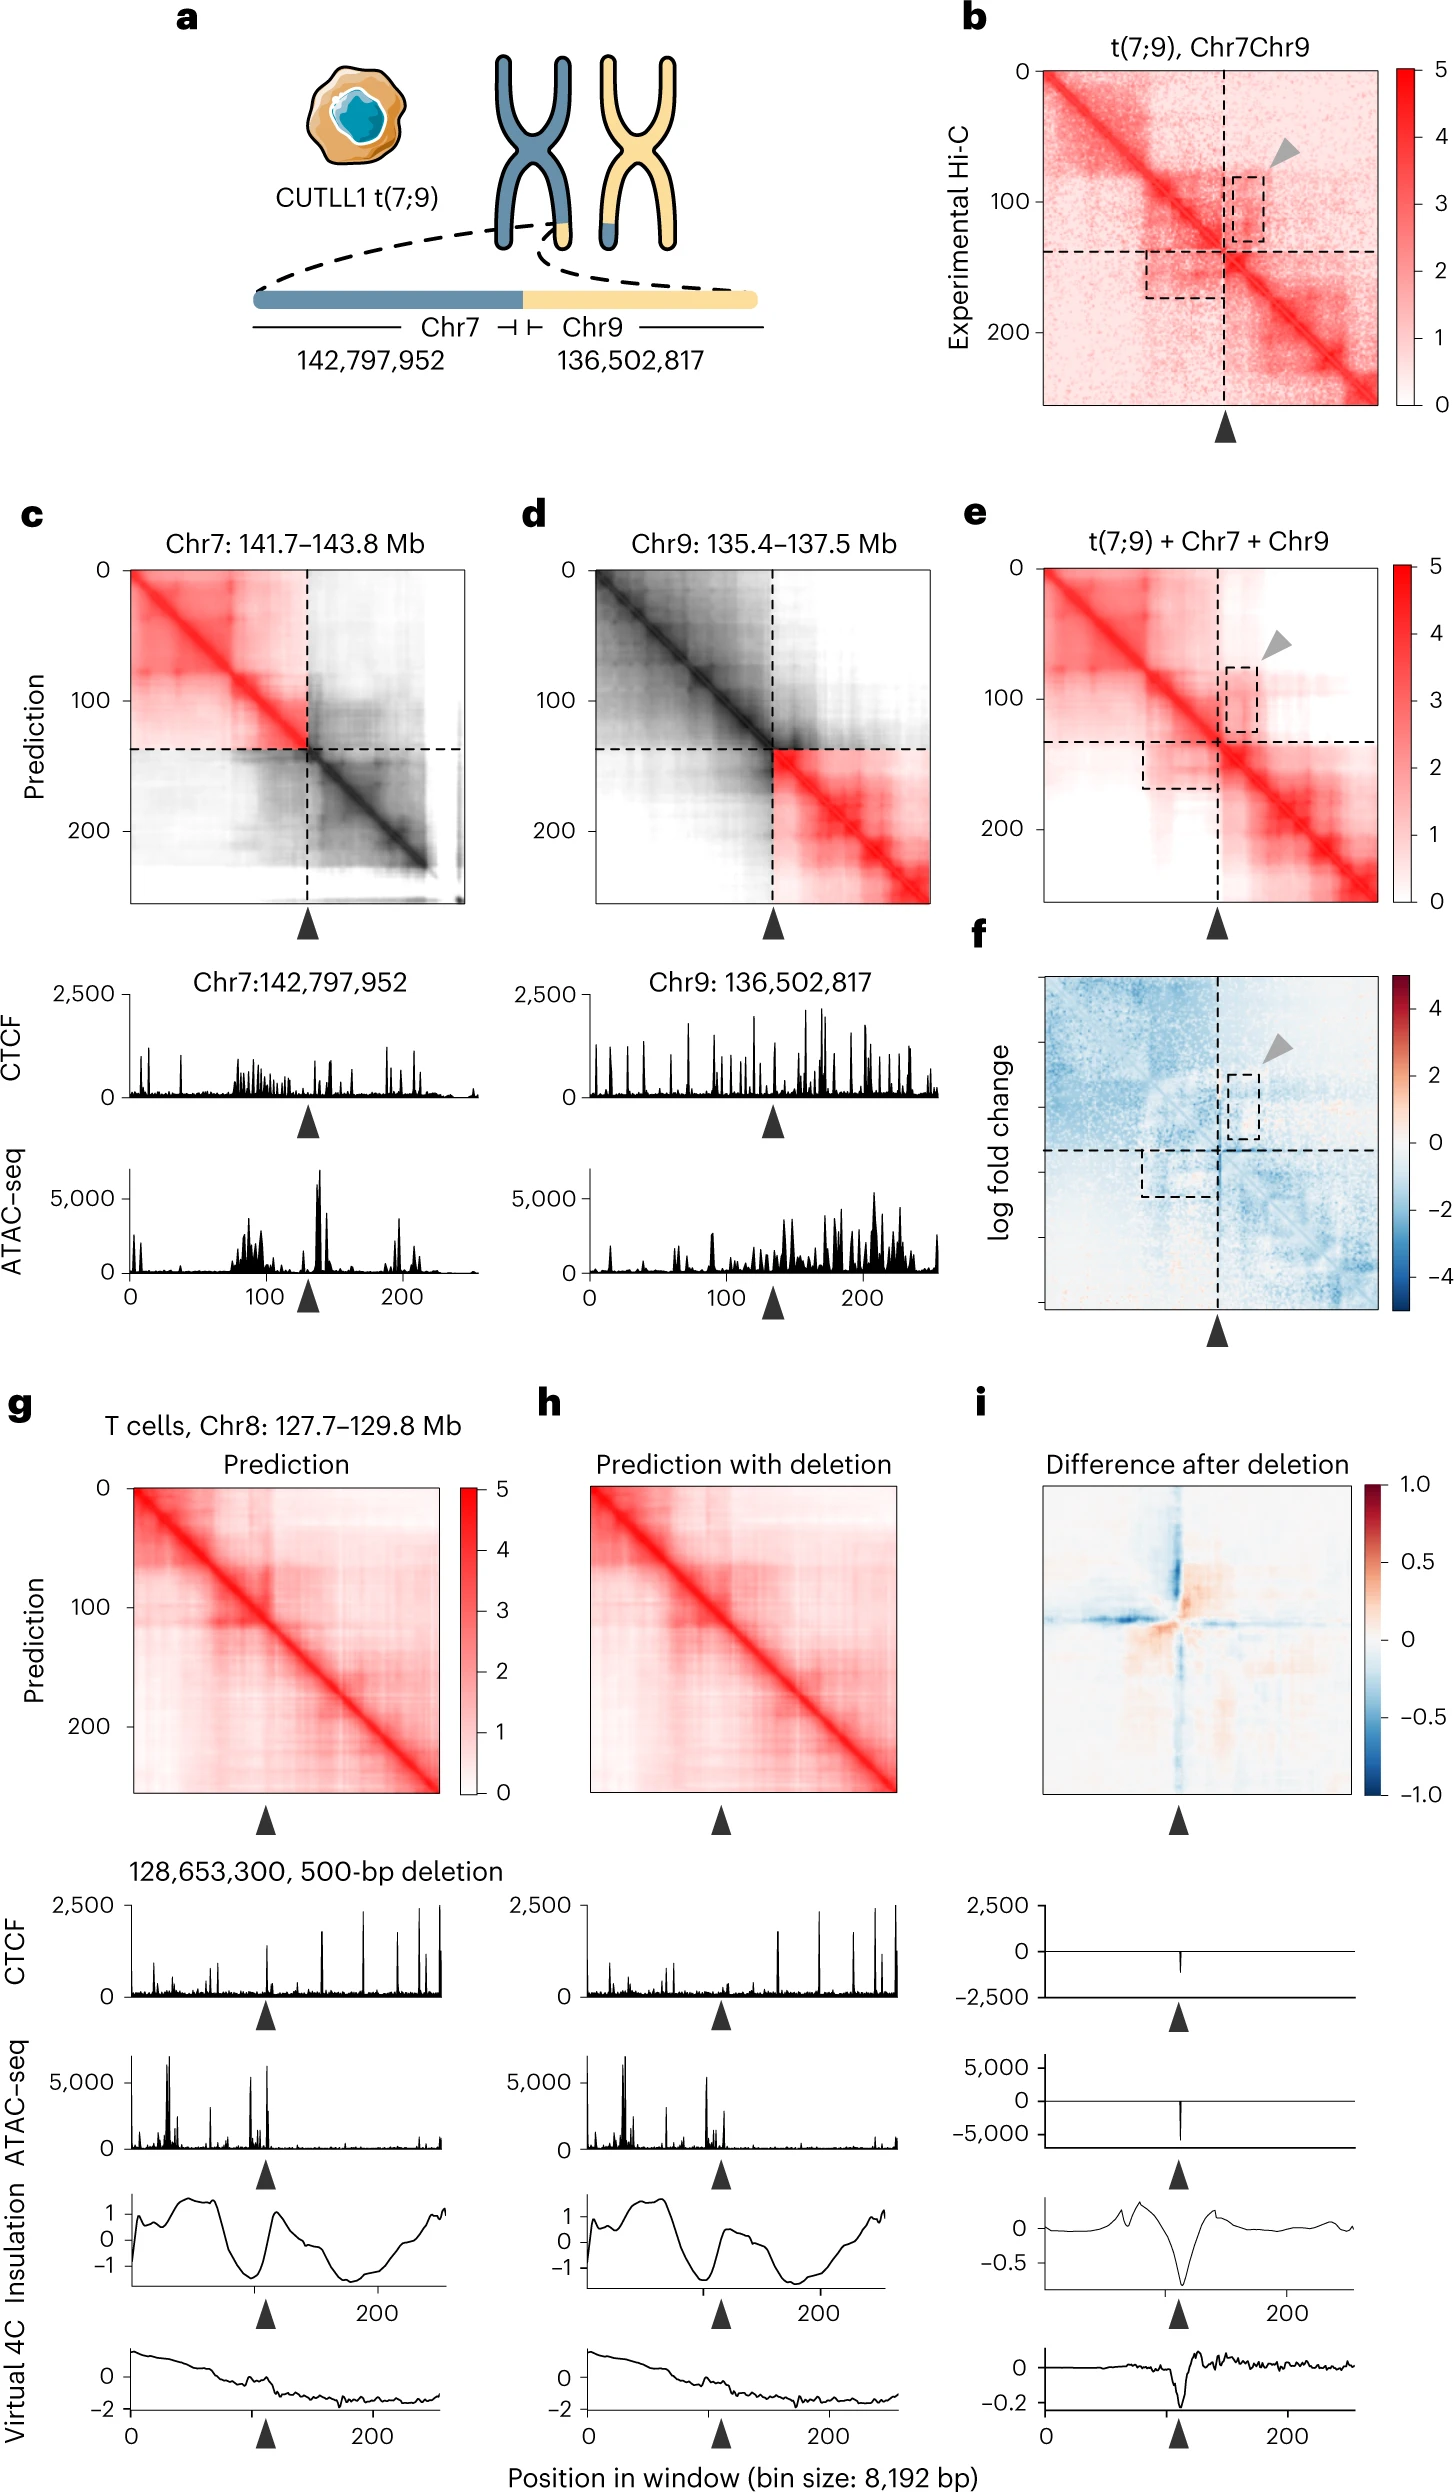 a
CUTLL1 t(7;9)
Chr7
Chr9
142,797,952
136,502,817
b
t(7;9), Chr7Chr9
Experimental Hi-C
0
100
200
5
4
3
2
1
0
c
Chr7: 141.7–143.8 Mb
Prediction
0
100
200
d
Chr9: 135.4–137.5 Mb
0
100
200
e
t(7;9) + Chr7 + Chr9
0
100
200
5
4
3
2
1
0
Chr7:142,797,952
CTCF
2,500
0
ATAC–seq
5,000
0
0
100
200
Chr9: 136,502,817
2,500
0
5,000
0
0
100
200
f
log fold change
4
2
0
–2
–4
g
T cells, Chr8: 127.7–129.8 Mb
Prediction
Prediction
0
100
200
5
4
3
2
1
0
h
Prediction with deletion
i
Difference after deletion
1.0
0.5
0
–0.5
–1.0
128,653,300, 500-bp deletion
CTCF
2,500
0
2,500
0
2,500
0
–2,500
ATAC–seq
5,000
0
5,000
0
5,000
0
–5,000
Insulation
1
0
–1
200
1
0
–1
200
0
–0.5
200
Virtual 4C
0
–2
0
200
0
–2
0
200
0
–0.2
0
200
Position in window (bin size: 8,192 bp)